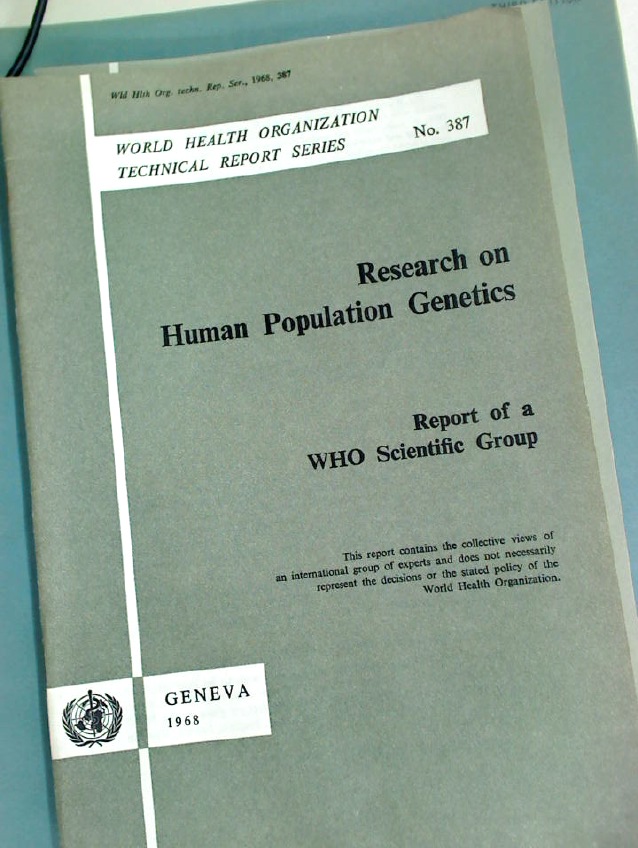 Wld Hlth Org. techn. Rep. Ser., 1968, 387
WORLD HEALTH ORGANIZATION
TECHNICAL REPORT SERIES
No. 387
Research on
Human Population Genetics
Report of a
WHO Scientific Group
This report contains the collective views of
an international group of experts and does not necessarily
represent the decisions or the stated policy of the
World Health Organization.
GENEVA
1968